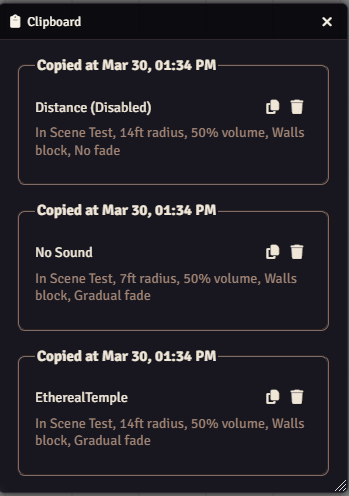 Clipboard
Copied at Mar 30, 01:34 PM
Distance (Disabled)
In Scene Test, 14ft radius, 50% volume, Walls
block, No fade
Copied at Mar 30, 01:34 PM
No Sound
In Scene Test, 7ft radius, 50% volume, Walls
block, Gradual fade
Copied at Mar 30, 01:34 PM
EtherealTemple
In Scene Test, 14ft radius, 50% volume, Walls
block, Gradual fade